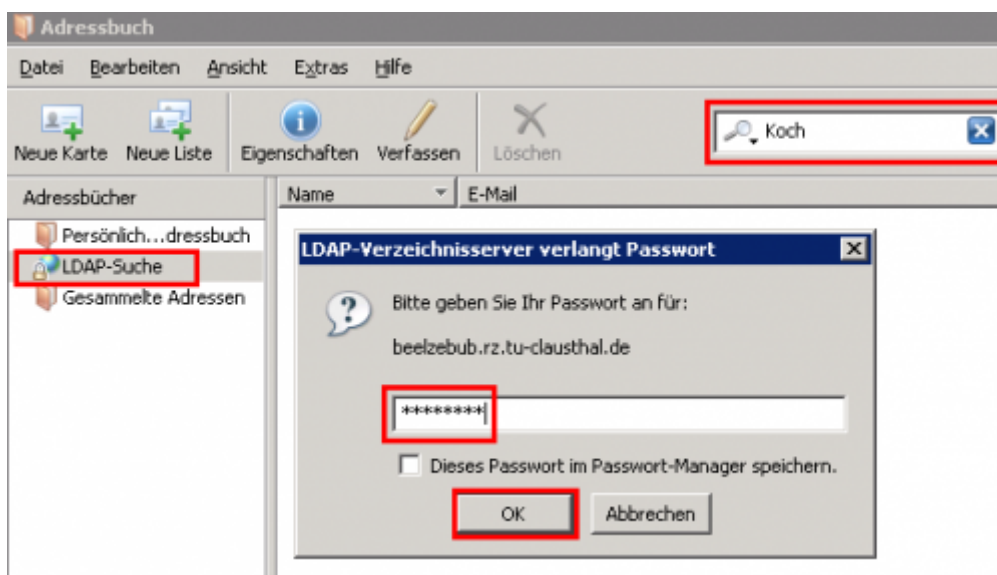 Adressbuch
Datei Bearbeiten Ansicht Extras Hilfe
Koch
Neue Karte Neue Liste Eigenschaften Verfassen Löschen
Adressbücher
Name E-Mail
Persönlich...dressbuch
LDAP-Suche
Gesammelte Adressen
LDAP-Verzeichnisserver verlangt Passwort
Bitte geben Sie Ihr Passwort an für:
beelzebub.rz.tu-clausthal.de
********
Dieses Passwort im Passwort-Manager speichern.
OK Abbrechen